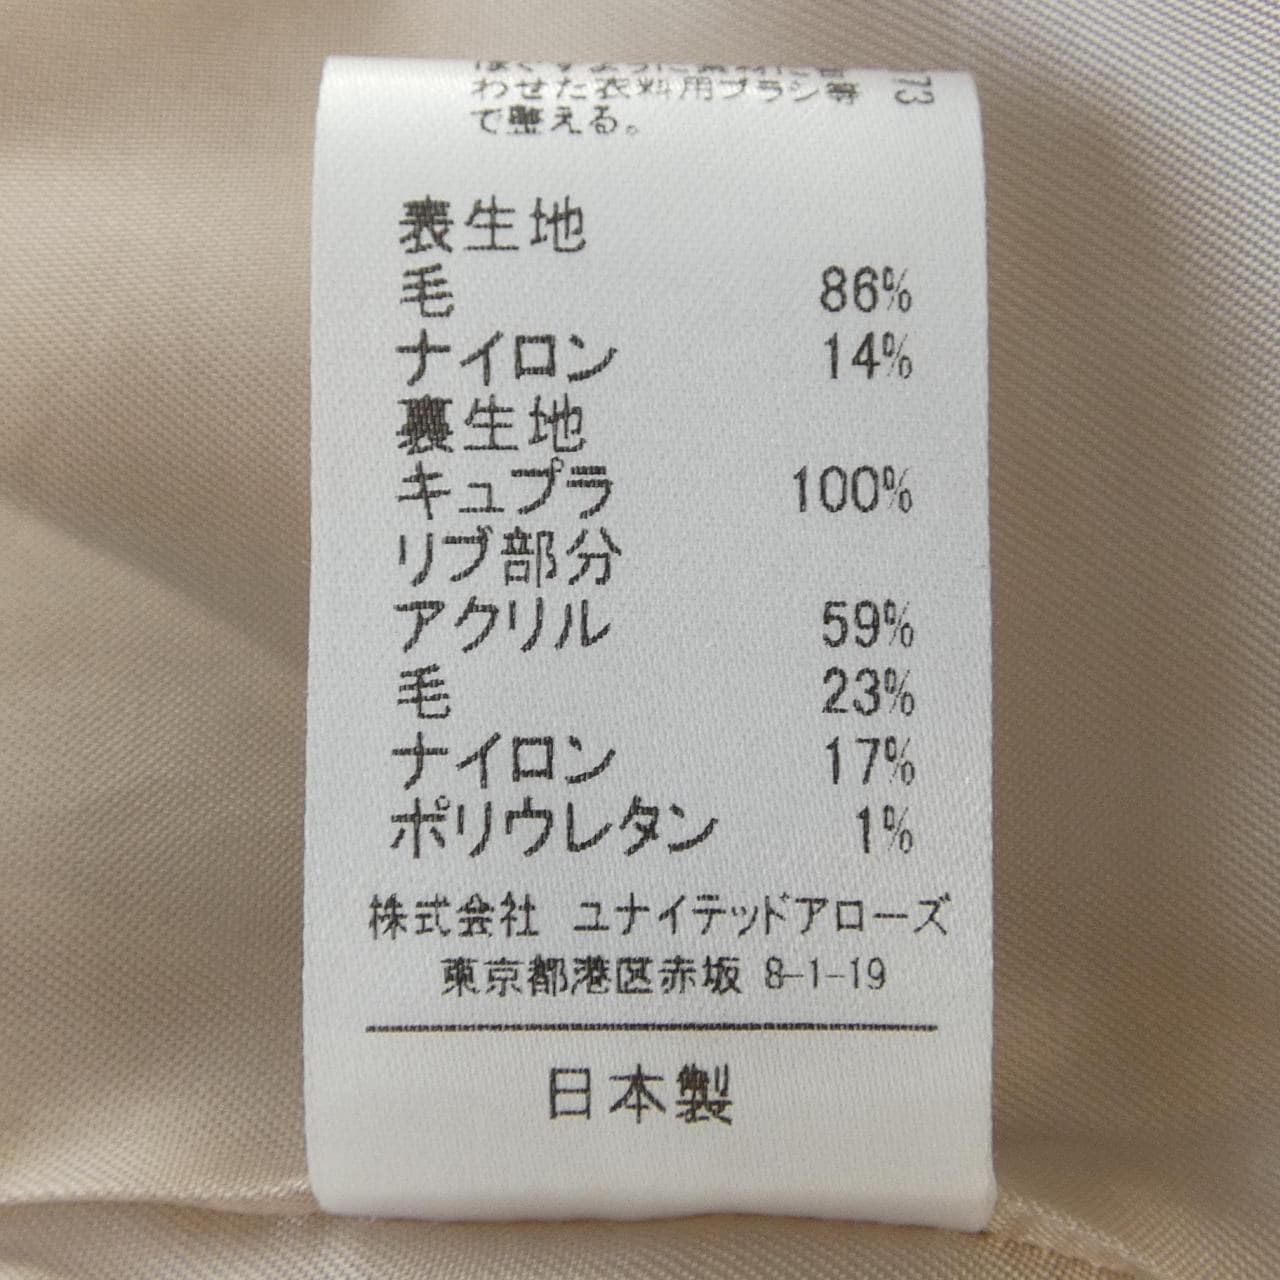 わせた衣料用ブラシ等
で整える。
73
表生地
毛 86%
ナイロン 14%
裏生地
キュプラ 100%
リブ部分
アクリル 59%
毛 23%
ナイロン 17%
ポリウレタン 1%
株式会社 ユナイテッドアローズ
東京都港区赤坂 8-1-19
日本製